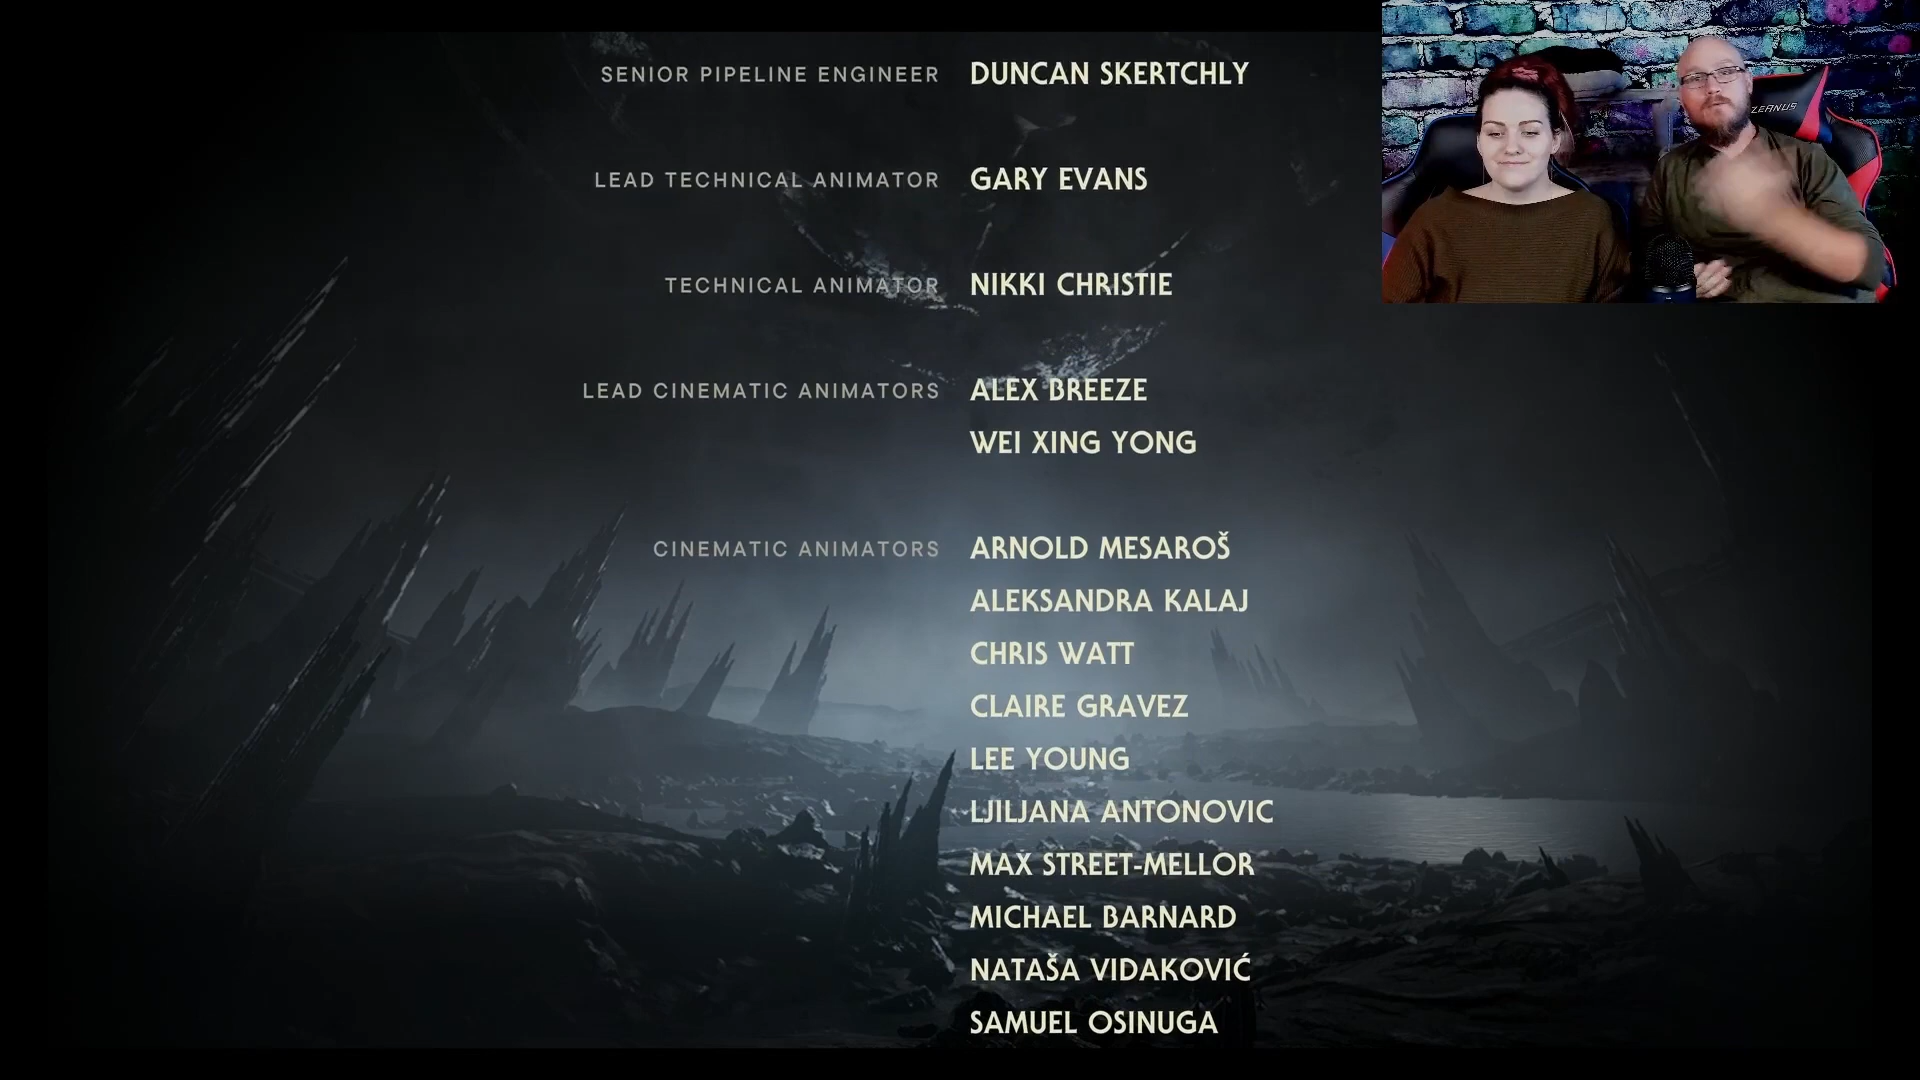 SENIOR PIPELINE ENGINEER DUNCAN SKERTCHLY
LEAD TECHNICAL ANIMATOR GARY EVANS
TECHNICAL ANIMATOR NIKKI CHRISTIE
LEAD CINEMATIC ANIMATORS ALEX BREEZE
WEI XING YONG
CINEMATIC ANIMATORS ARNOLD MESAROŠ
ALEKSANDRA KALAJ
CHRIS WATT
CLAIRE GRAVEZ
LEE YOUNG
LJILJANA ANTONOVIC
MAX STREET-MELLOR
MICHAEL BARNARD
NATAŠA VIDAKOVIĆ
SAMUEL OSINUGA